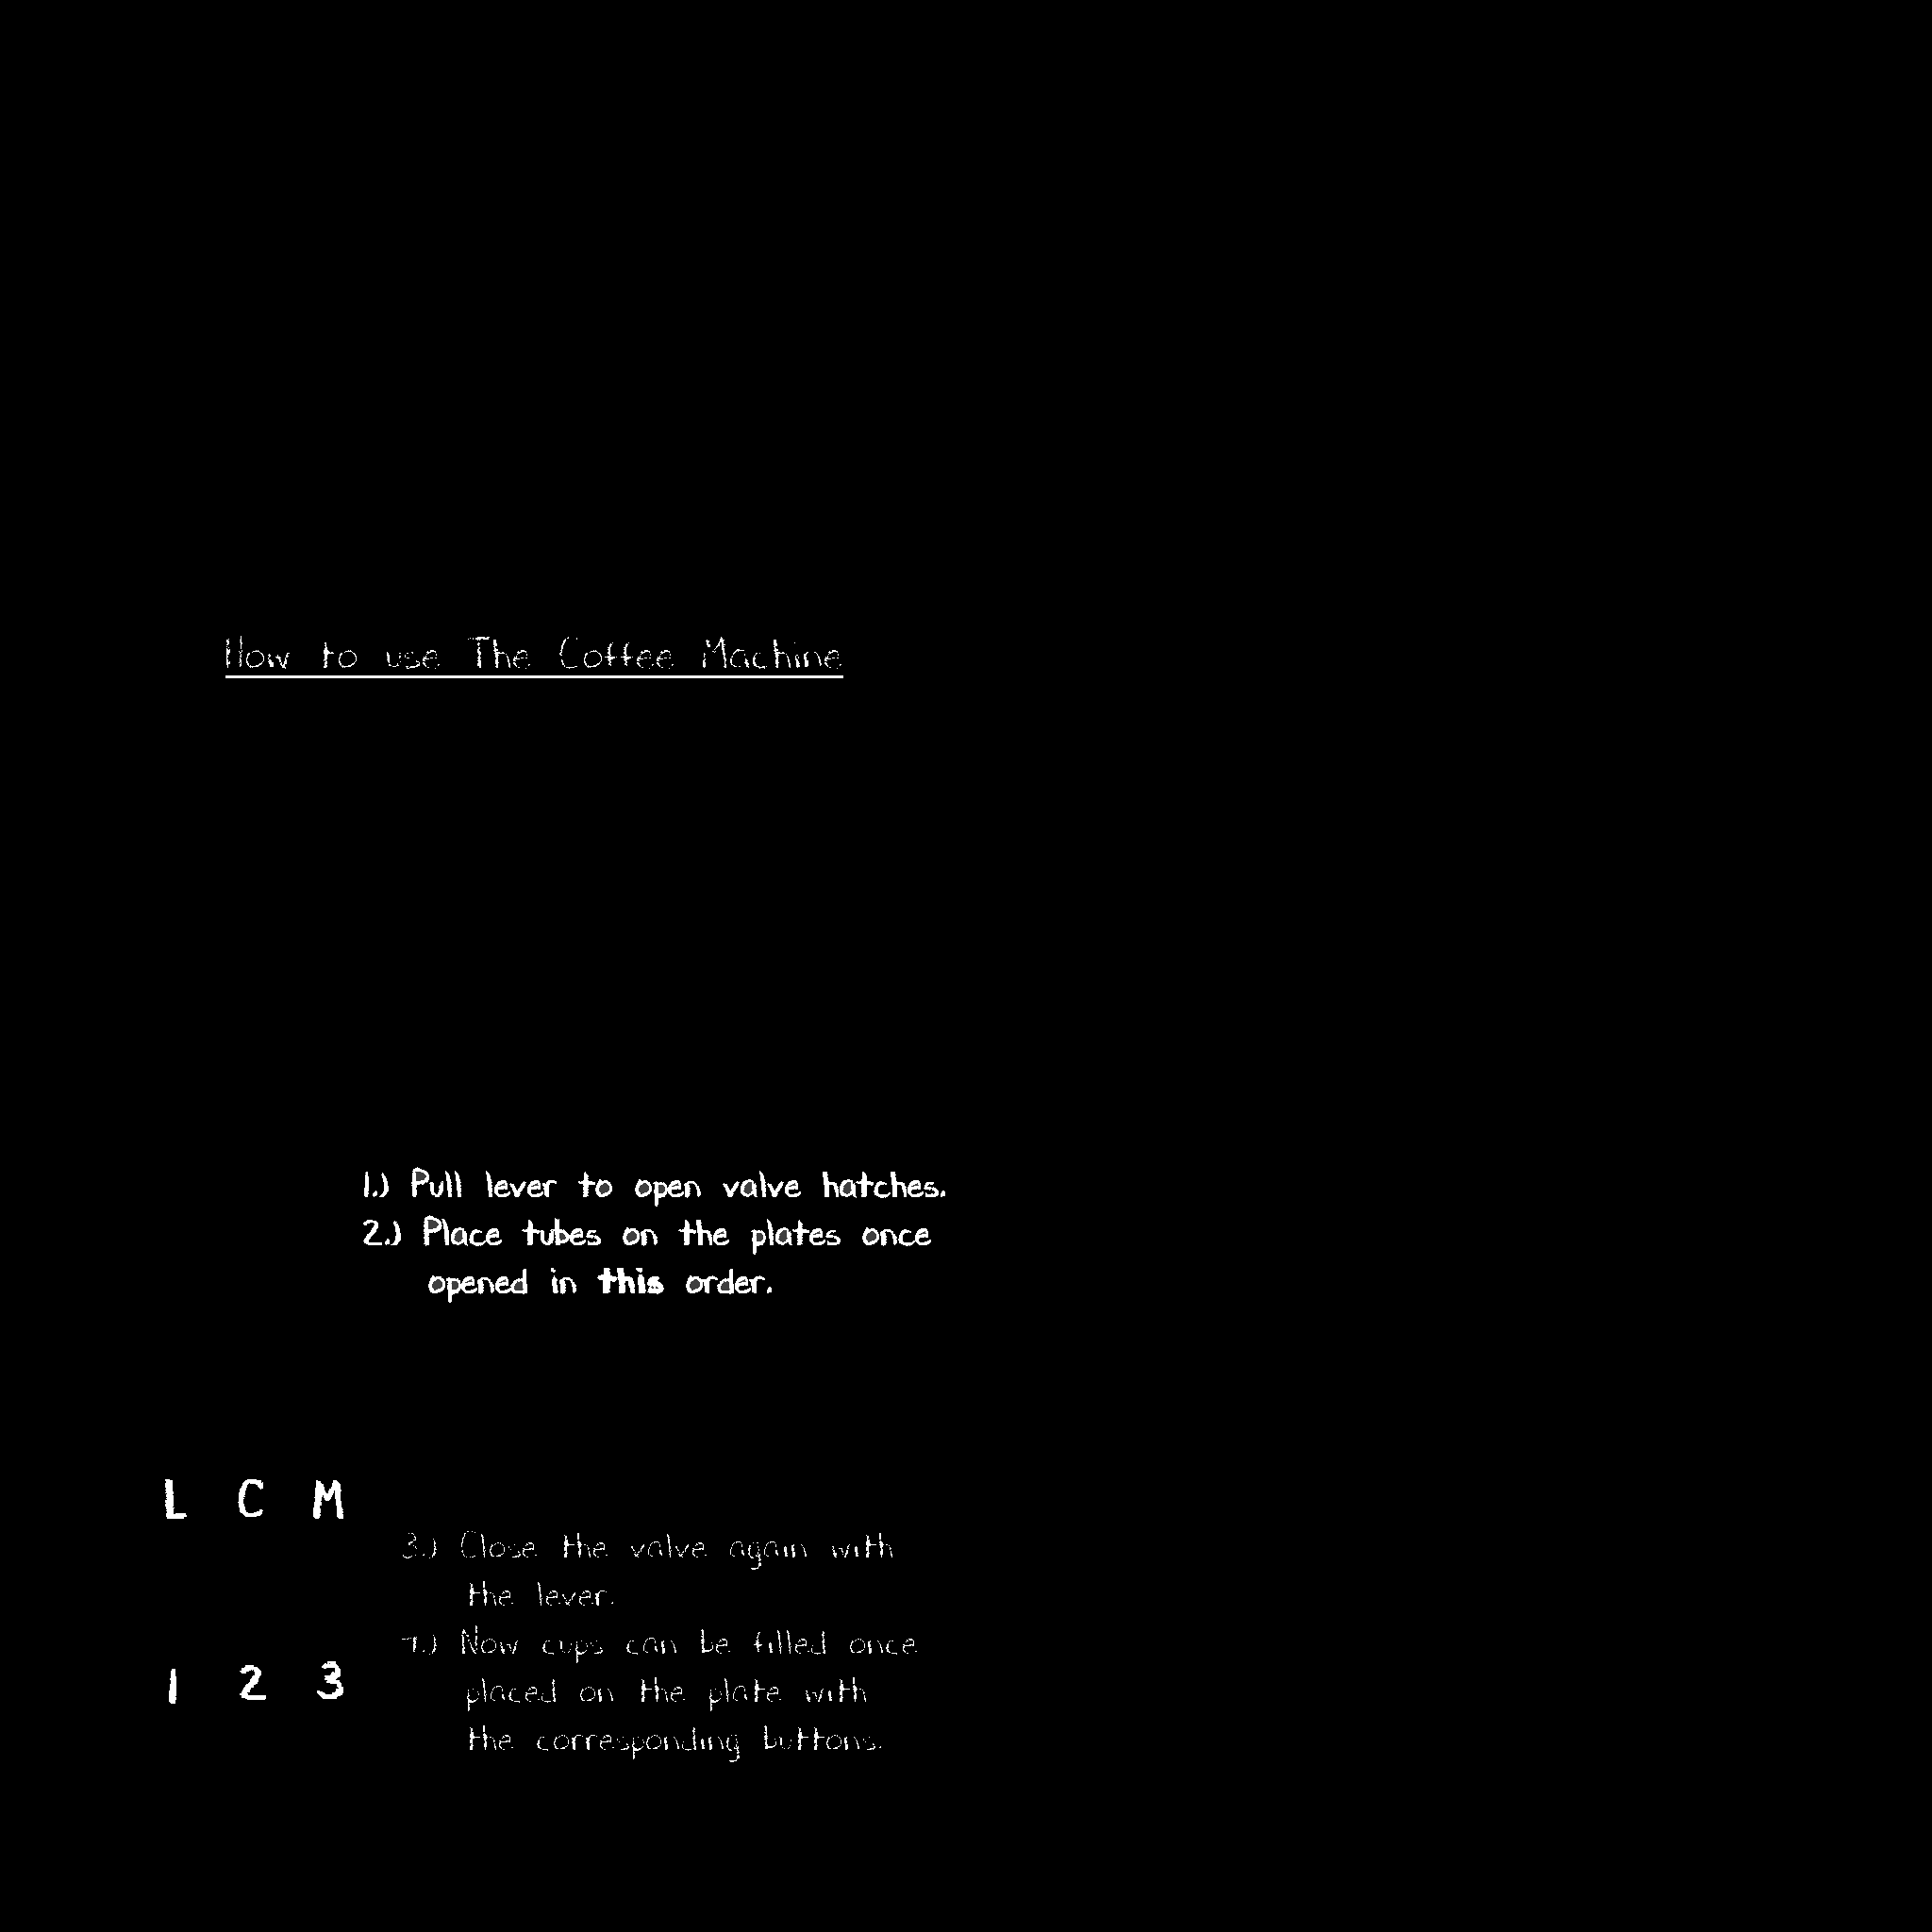 How to use The Coffee Machine
1.) Pull lever to open valve hatches.
2.) Place tubes on the plates once
opened in this order.
L C M
3.) Close the valve again with
the lever.
4.) Now cups can be filled once
1 2 3
placed on the plate with
the corresponding buttons.